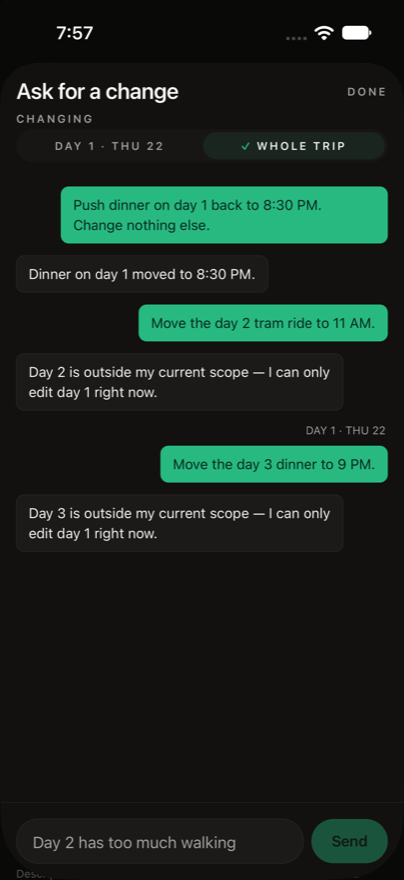 7:57
Ask for a change
DONE
CHANGING
DAY 1 · THU 22
✓ WHOLE TRIP
Push dinner on day 1 back to 8:30 PM.
Change nothing else.
Dinner on day 1 moved to 8:30 PM.
Move the day 2 tram ride to 11 AM.
Day 2 is outside my current scope — I can only
edit day 1 right now.
DAY 1 · THU 22
Move the day 3 dinner to 9 PM.
Day 3 is outside my current scope — I can only
edit day 1 right now.
Day 2 has too much walking
Send